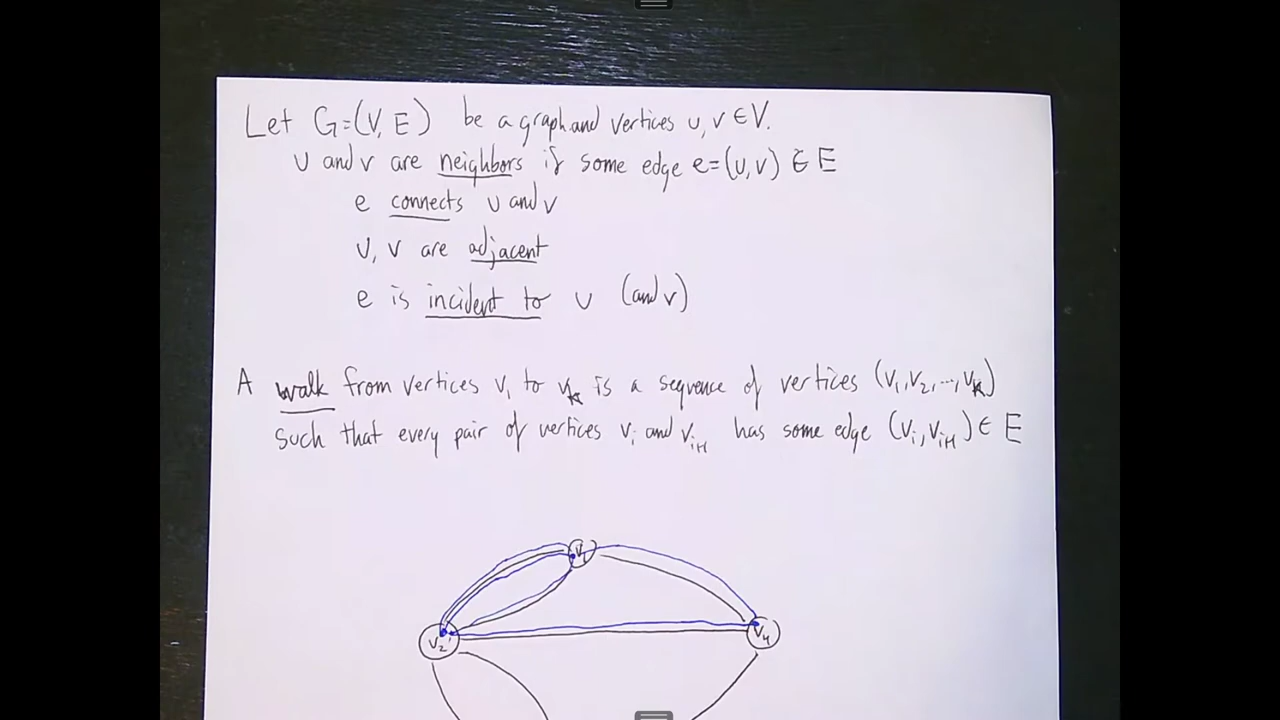 Let G=(V, E) be a graph and vertices u, v ∈ V.
u and v are neighbors if some edge e=(u,v) ∈ E
e connects u and v
u, v are adjacent
e is incident to u (and v)
A walk from vertices v₁ to vₖ is a sequence of vertices (v₁,v₂,...,vₖ)
such that every pair of vertices vᵢ and vᵢ₊₁ has some edge (vᵢ,vᵢ₊₁) ∈ E
v₁
v₂
v₄